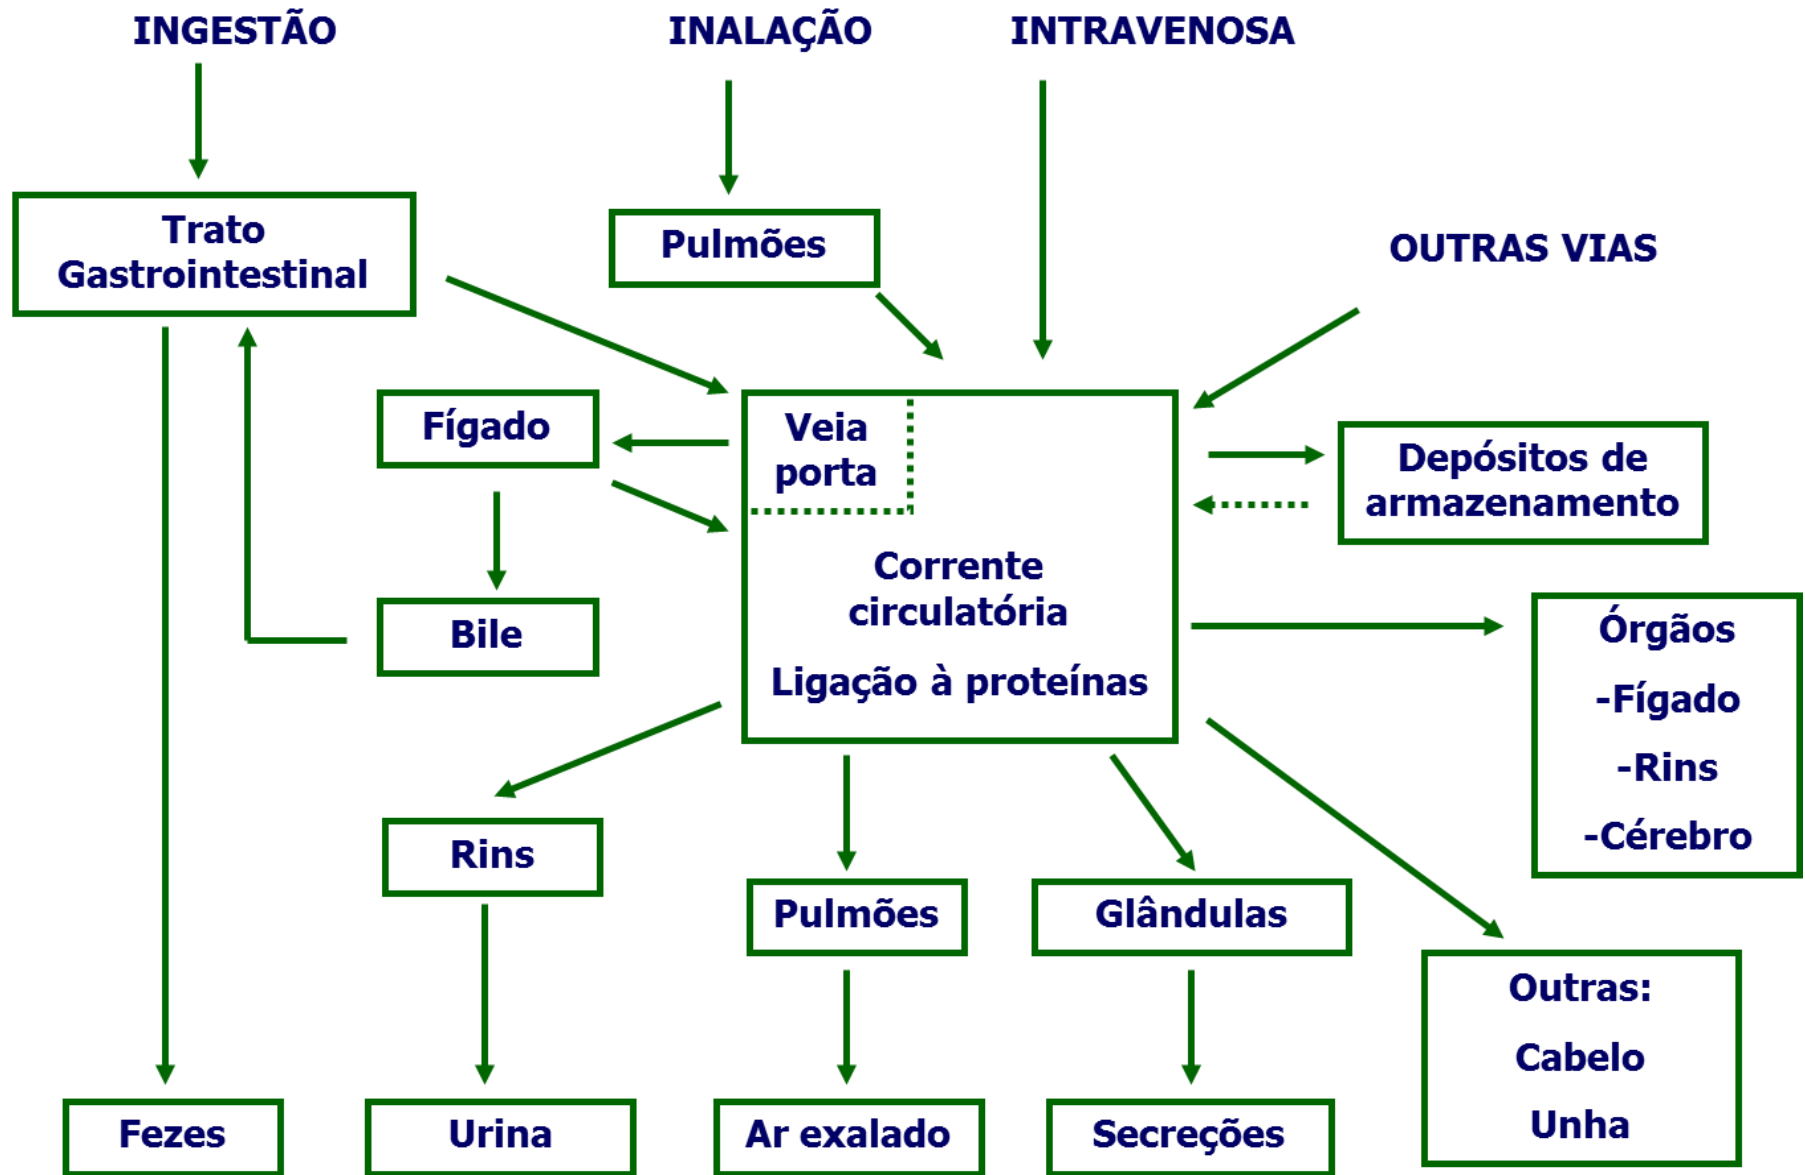 INGESTÃO
INALAÇÃO
INTRAVENOSA
Trato
Gastrointestinal
Pulmões
OUTRAS VIAS
Fígado
Veia
porta
Depósitos de
armazenamento
Corrente
circulatória
Ligação à proteínas
Bile
Órgãos
-Fígado
-Rins
-Cérebro
Rins
Pulmões
Glândulas
Outras:
Cabelo
Unha
Fezes
Urina
Ar exalado
Secreções